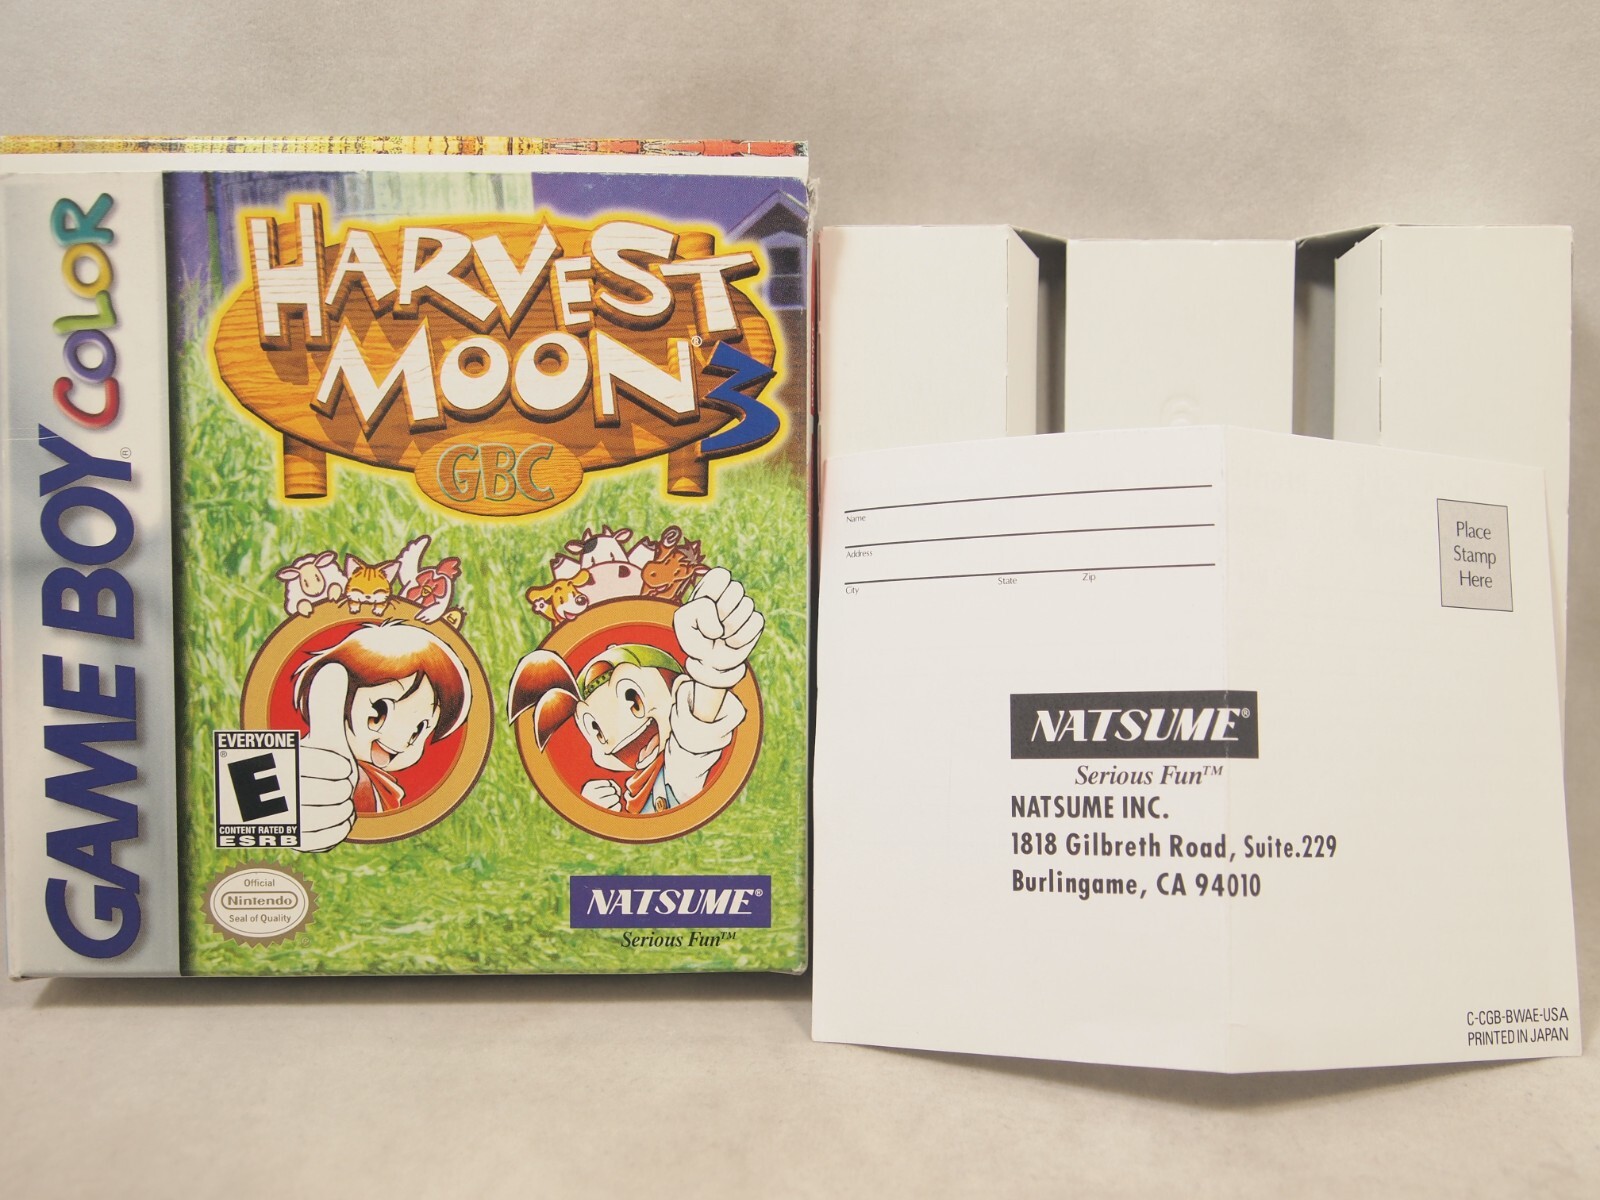 GAME BOY COLOR
HARVEST
MOON® 3
GBC
EVERYONE
E
CONTENT RATED BY
ESRB
Official
Nintendo
Seal of Quality
NATSUME®
Serious Fun™
Name
Address
City State Zip
Place
Stamp
Here
NATSUME®
Serious Fun™
NATSUME INC.
1818 Gilbreth Road, Suite.229
Burlingame, CA 94010
C-CGB-BWAE-USA
PRINTED IN JAPAN